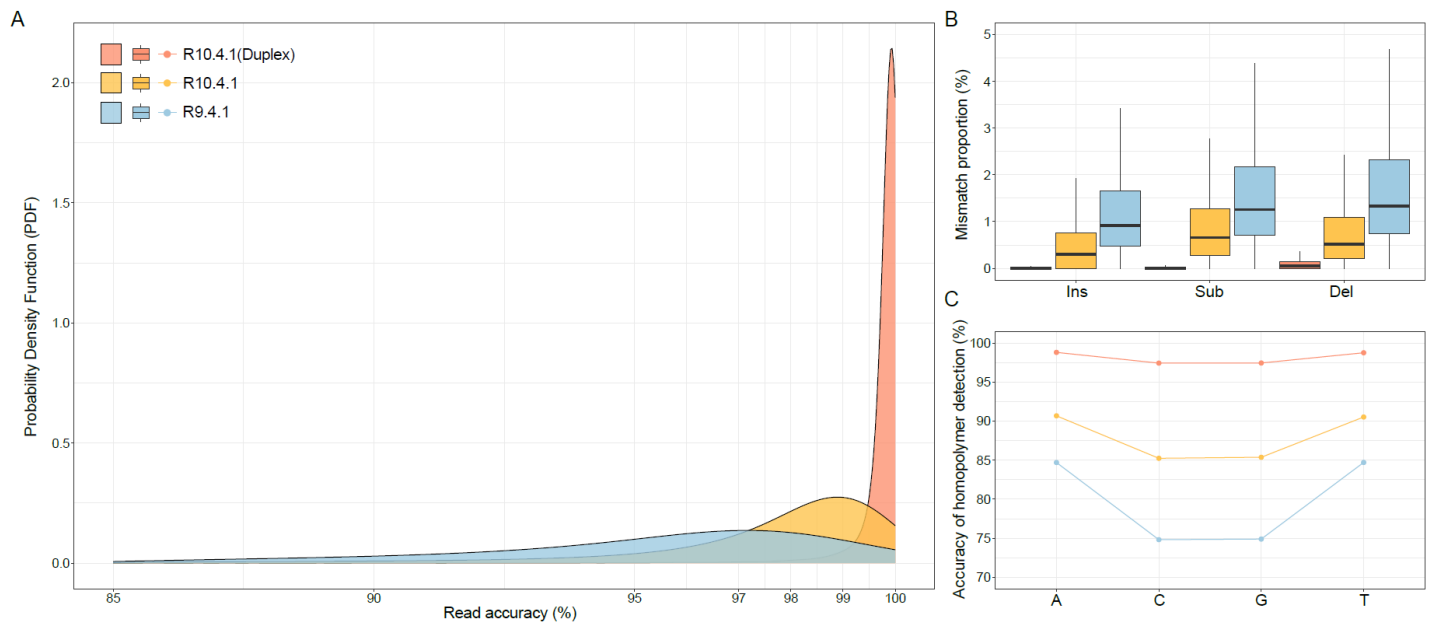 A
R10.4.1(Duplex)
R10.4.1
R9.4.1
Probability Density Function (PDF)
2.0
1.5
1.0
0.5
0.0
85
90
95
97
98
99
100
Read accuracy (%)
B
Mismatch proportion (%)
5
4
3
2
1
0
Ins
Sub
Del
C
Accuracy of homopolymer detection (%)
100
95
90
85
80
75
70
A
C
G
T